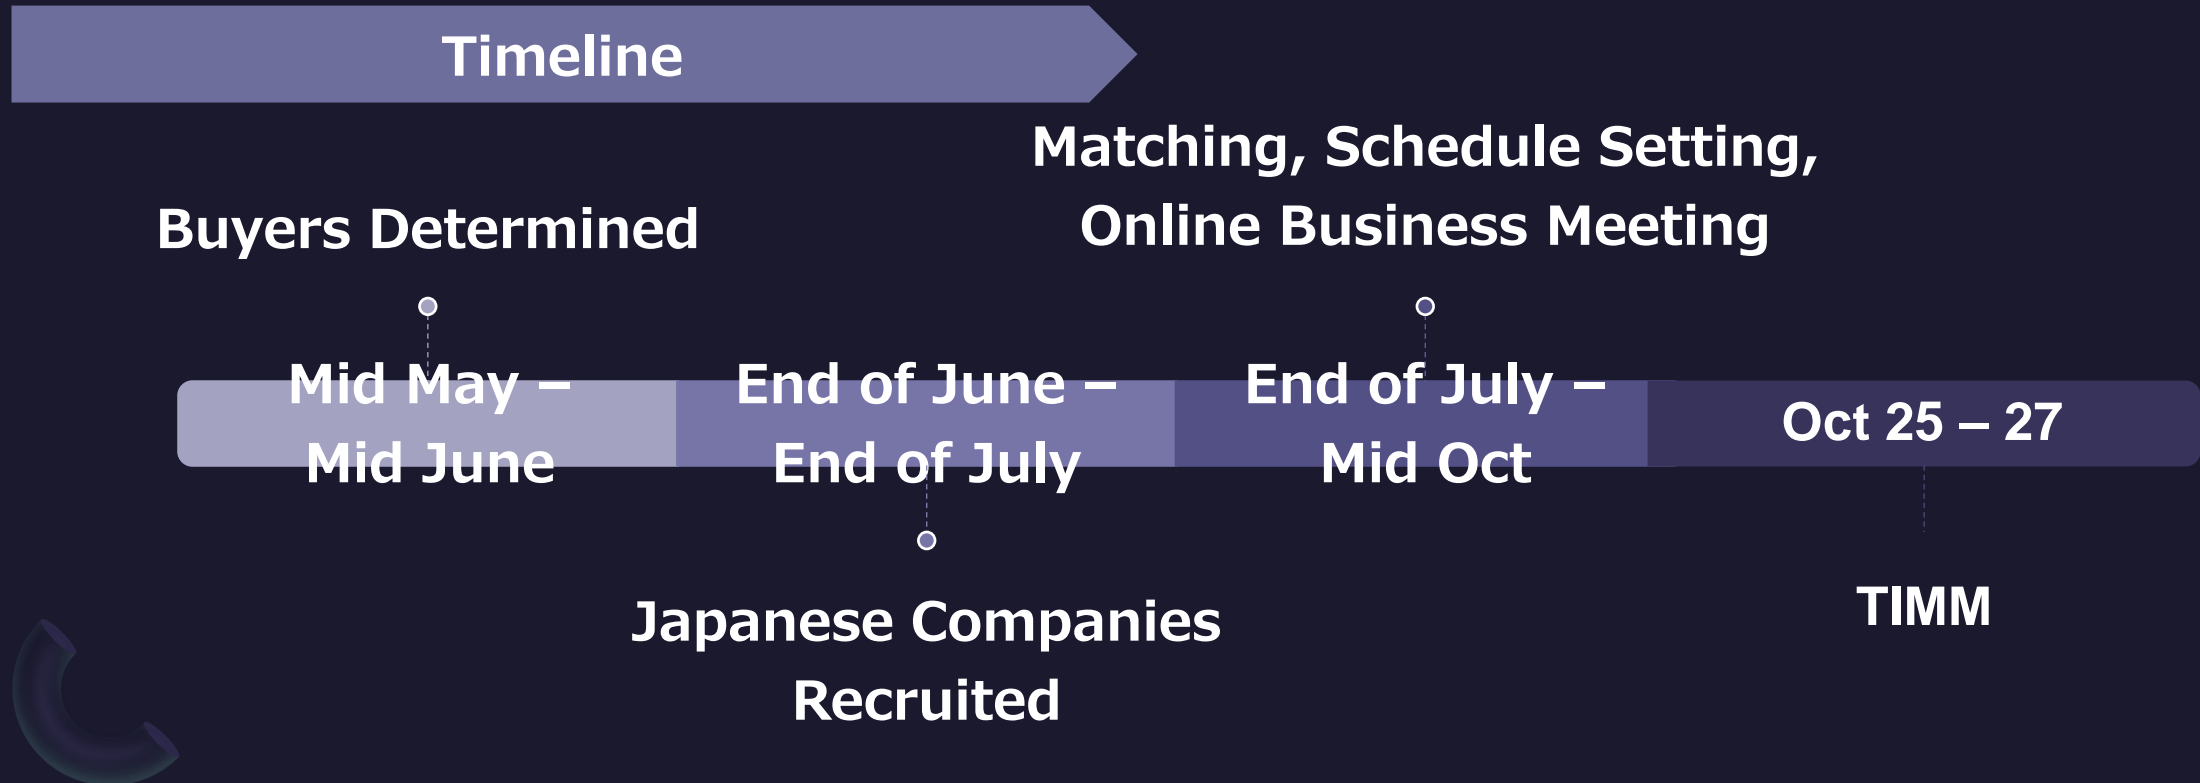 Timeline
Buyers Determined
Matching, Schedule Setting,
Online Business Meeting
Mid May –
Mid June
End of June –
End of July
End of July –
Mid Oct
Oct 25 – 27
Japanese Companies
Recruited
TIMM